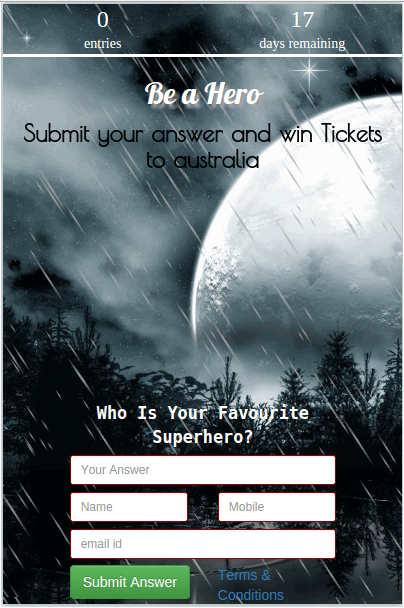 0 17
entries days remaining
Be a Hero
Submit your answer and win Tickets
to australia
Who Is Your Favourite
Superhero?
Your Answer
Name Mobile
email id
Submit Answer Terms &
Conditions